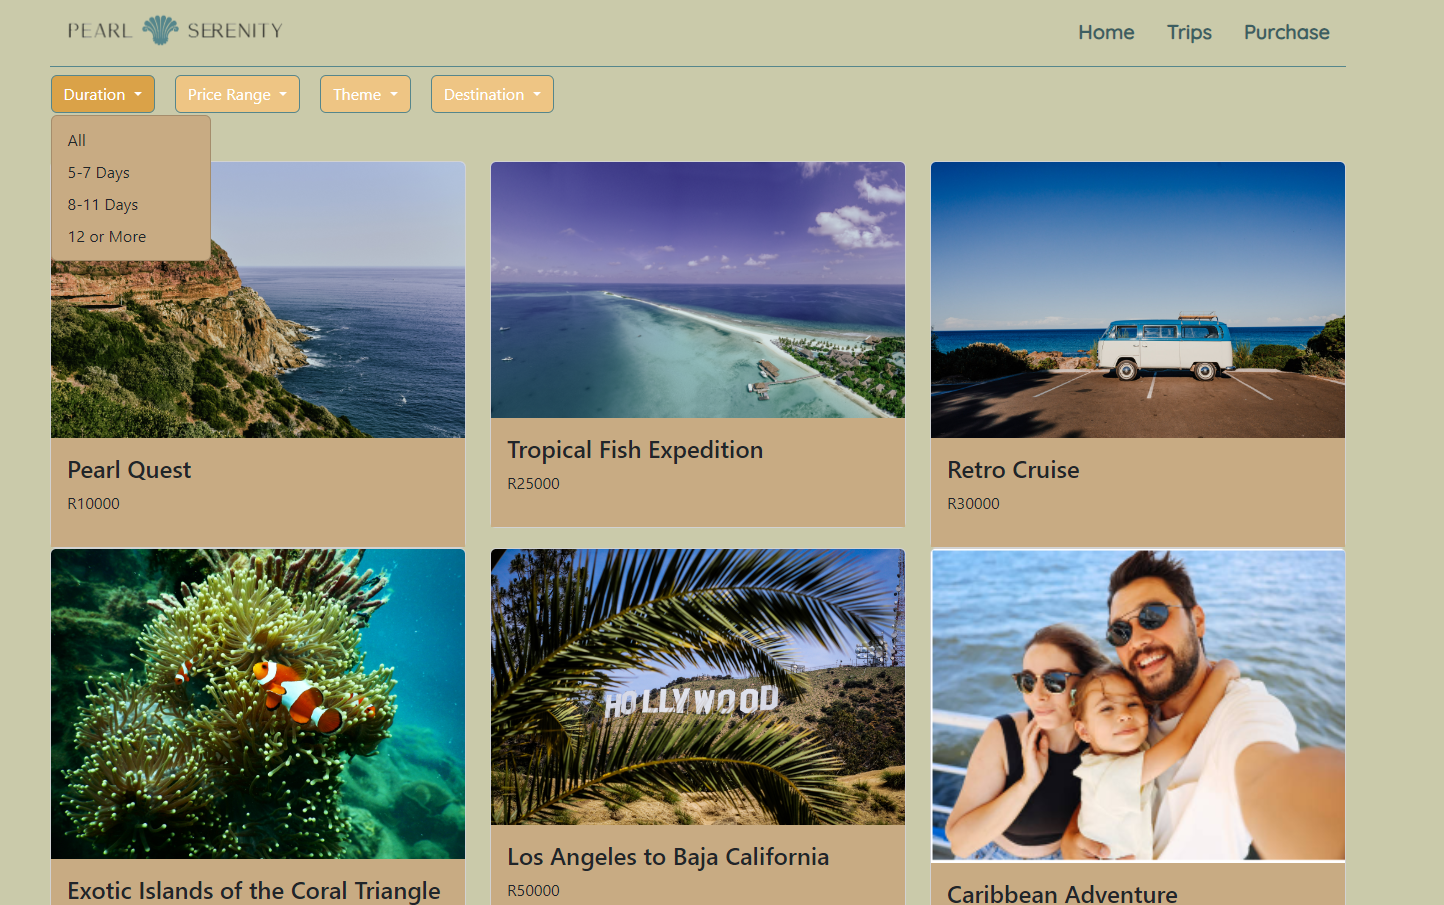 PEARL SERENITY
Home Trips Purchase
Duration Price Range Theme Destination
All
5-7 Days
8-11 Days
12 or More
Pearl Quest
R10000
Tropical Fish Expedition
R25000
Retro Cruise
R30000
HOLLYWOOD
Exotic Islands of the Coral Triangle
Los Angeles to Baja California
R50000
Caribbean Adventure